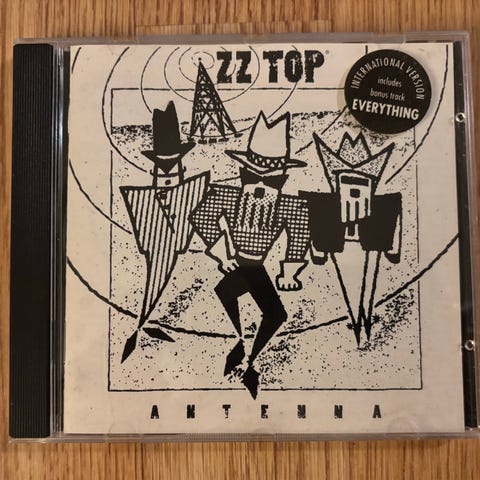 ZZ TOP
INTERNATIONAL VERSION
includes
bonus track
EVERYTHING
ANTENNA